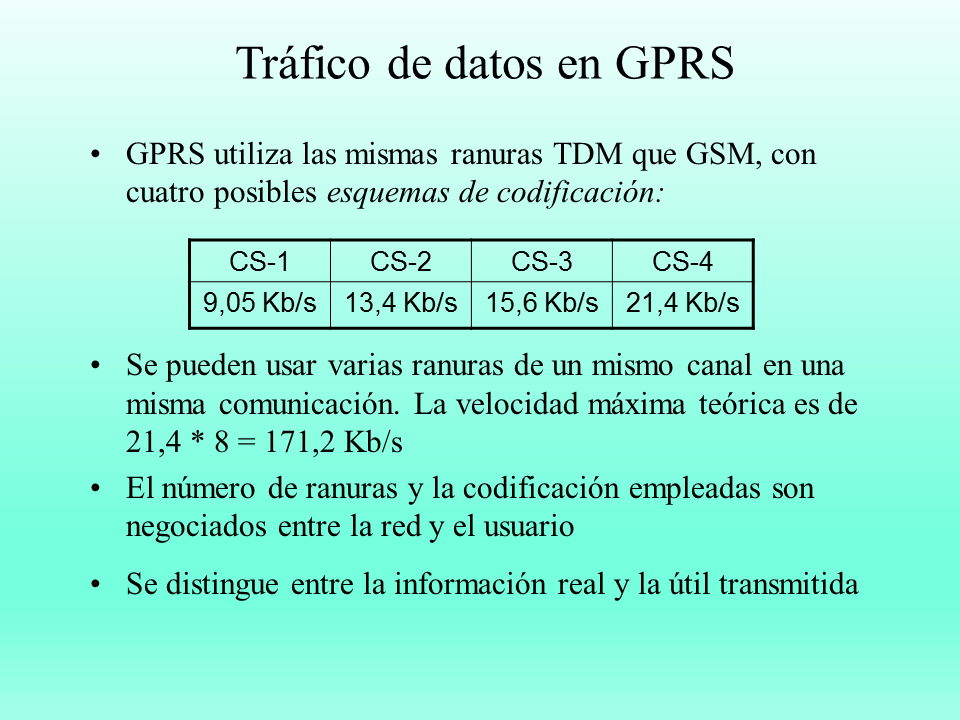 Tráfico de datos en GPRS
• GPRS utiliza las mismas ranuras TDM que GSM, con
cuatro posibles esquemas de codificación:
CS-1 CS-2 CS-3 CS-4
9,05 Kb/s 13,4 Kb/s 15,6 Kb/s 21,4 Kb/s
• Se pueden usar varias ranuras de un mismo canal en una
misma comunicación. La velocidad máxima teórica es de
21,4 * 8 = 171,2 Kb/s
• El número de ranuras y la codificación empleadas son
negociados entre la red y el usuario
• Se distingue entre la información real y la útil transmitida